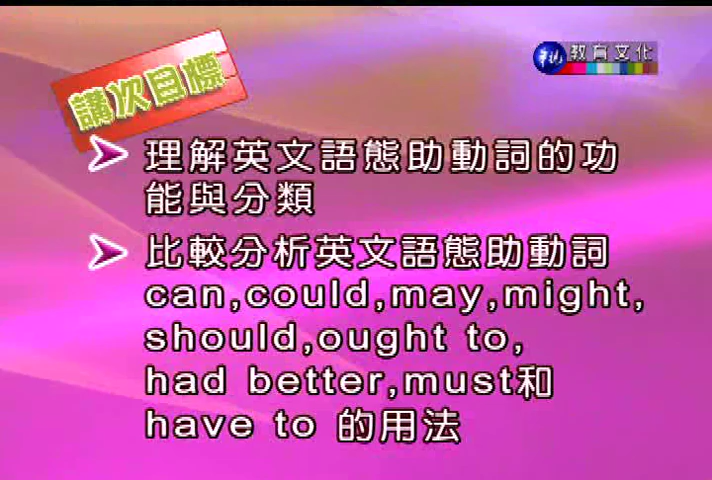 華視
教育文化
講次目標
理解英文語態助動詞的功
能與分類
比較分析英文語態助動詞
can,could,may,might,
should,ought to,
had better,must和
have to 的用法